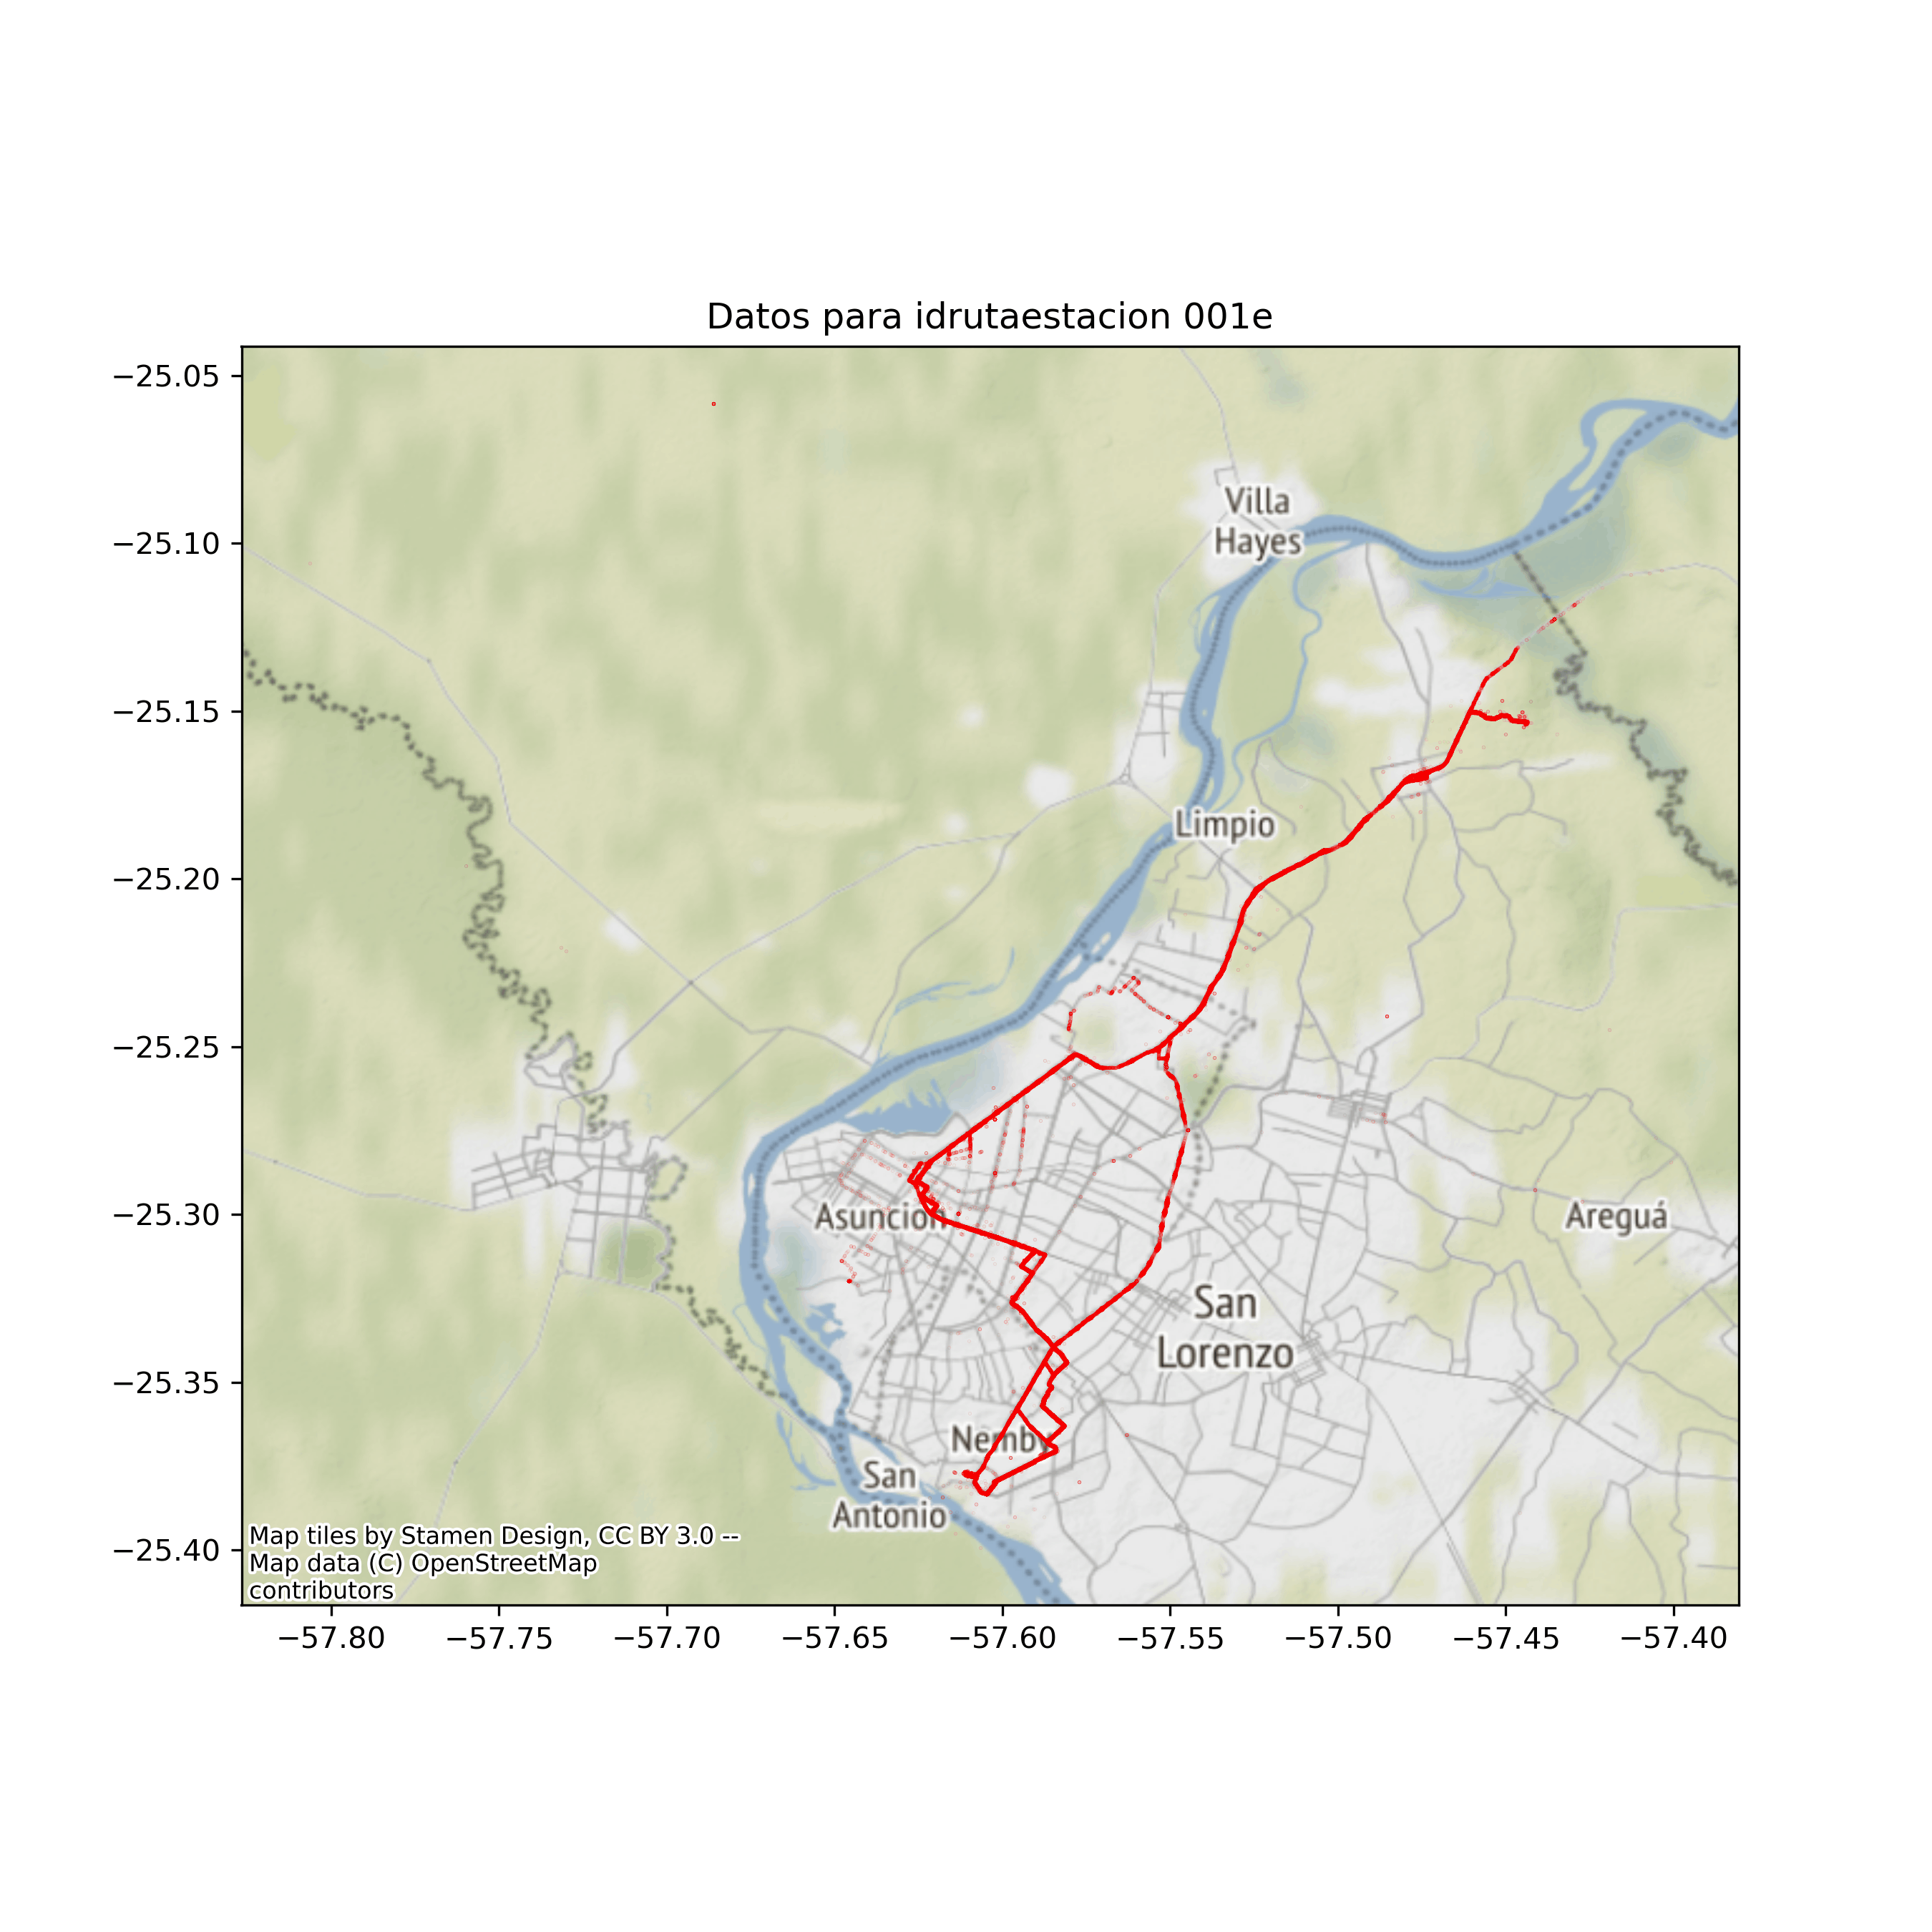 Datos para idrutaestacion 001e
−25.05
−25.10
−25.15
−25.20
−25.25
−25.30
−25.35
−25.40
Villa
Hayes
Limpio
Asuncion
Areguá
San
Lorenzo
Nemby
San
Antonio
Map tiles by Stamen Design, CC BY 3.0 --
Map data (C) OpenStreetMap
contributors
−57.80
−57.75
−57.70
−57.65
−57.60
−57.55
−57.50
−57.45
−57.40